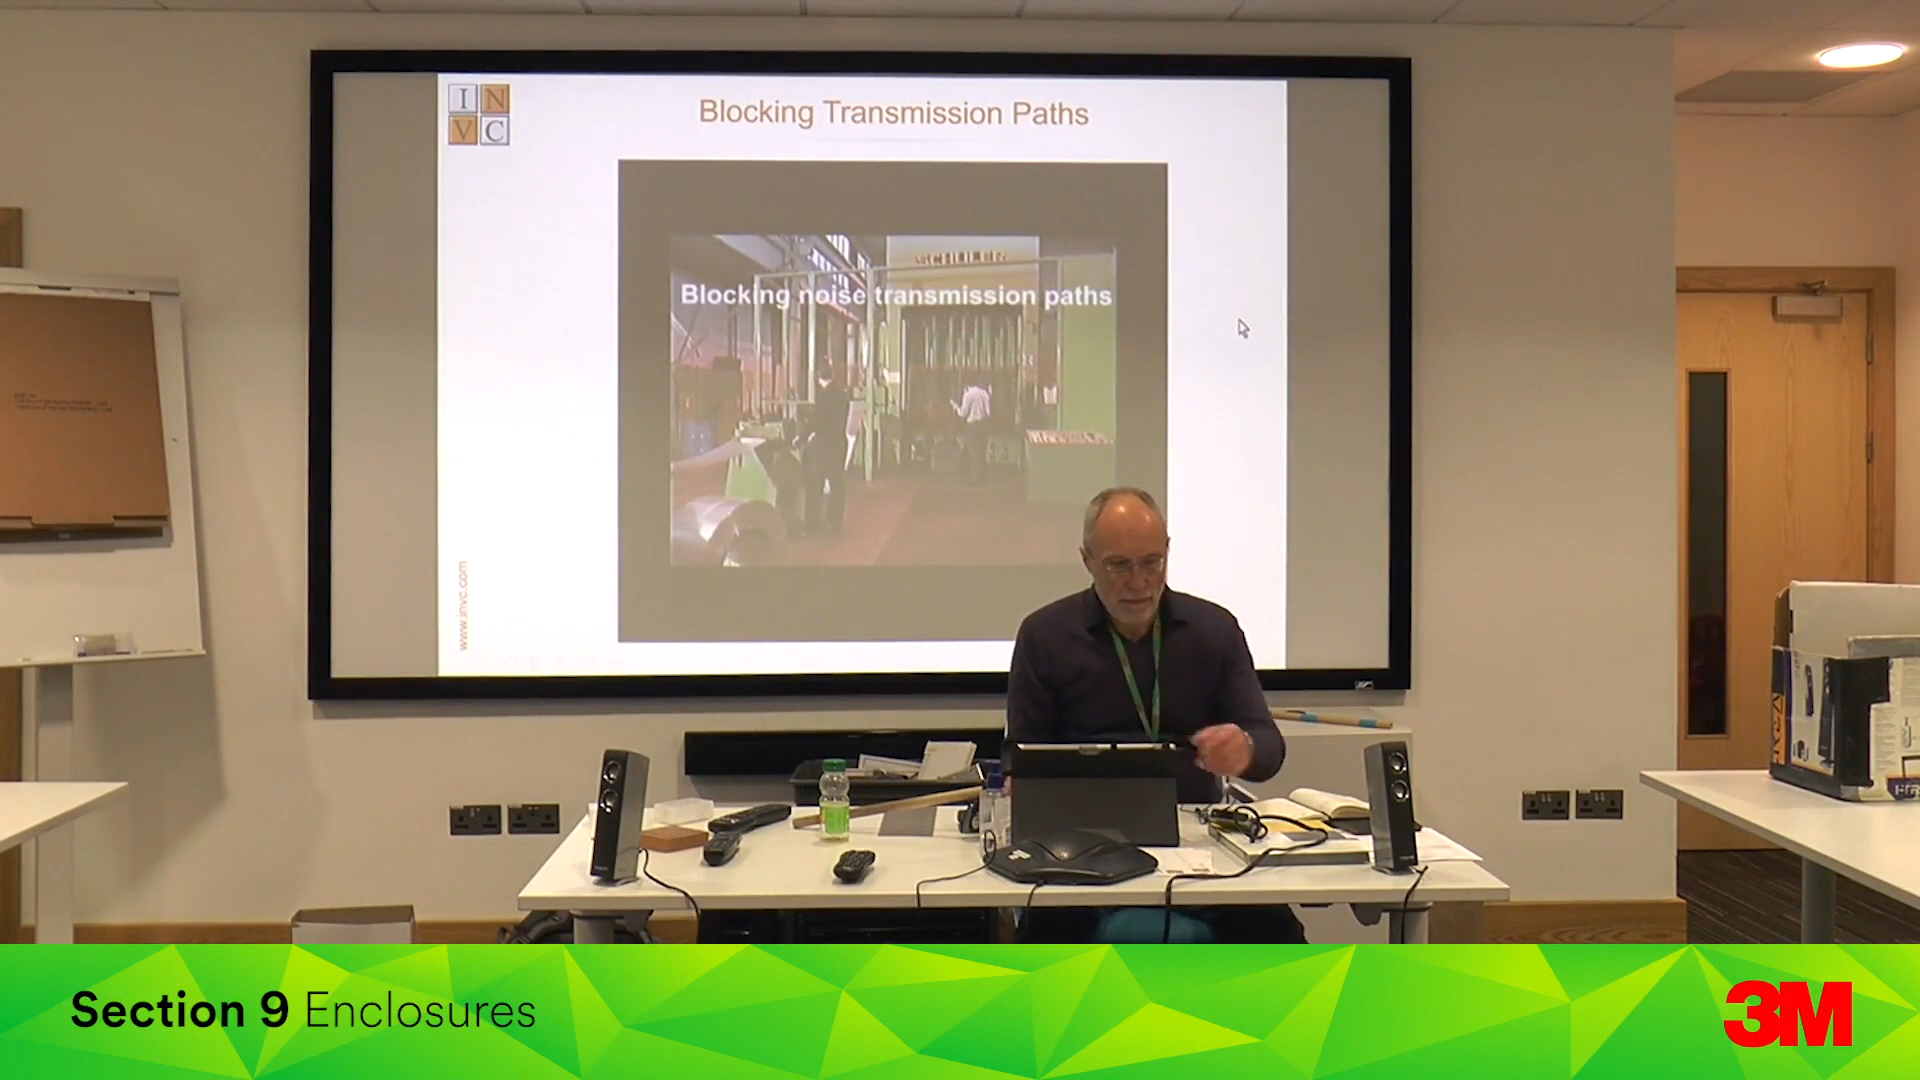 I N
V C
Blocking Transmission Paths
SCHULER
Blocking noise transmission paths
www.invc.com
Section 9 Enclosures
3M